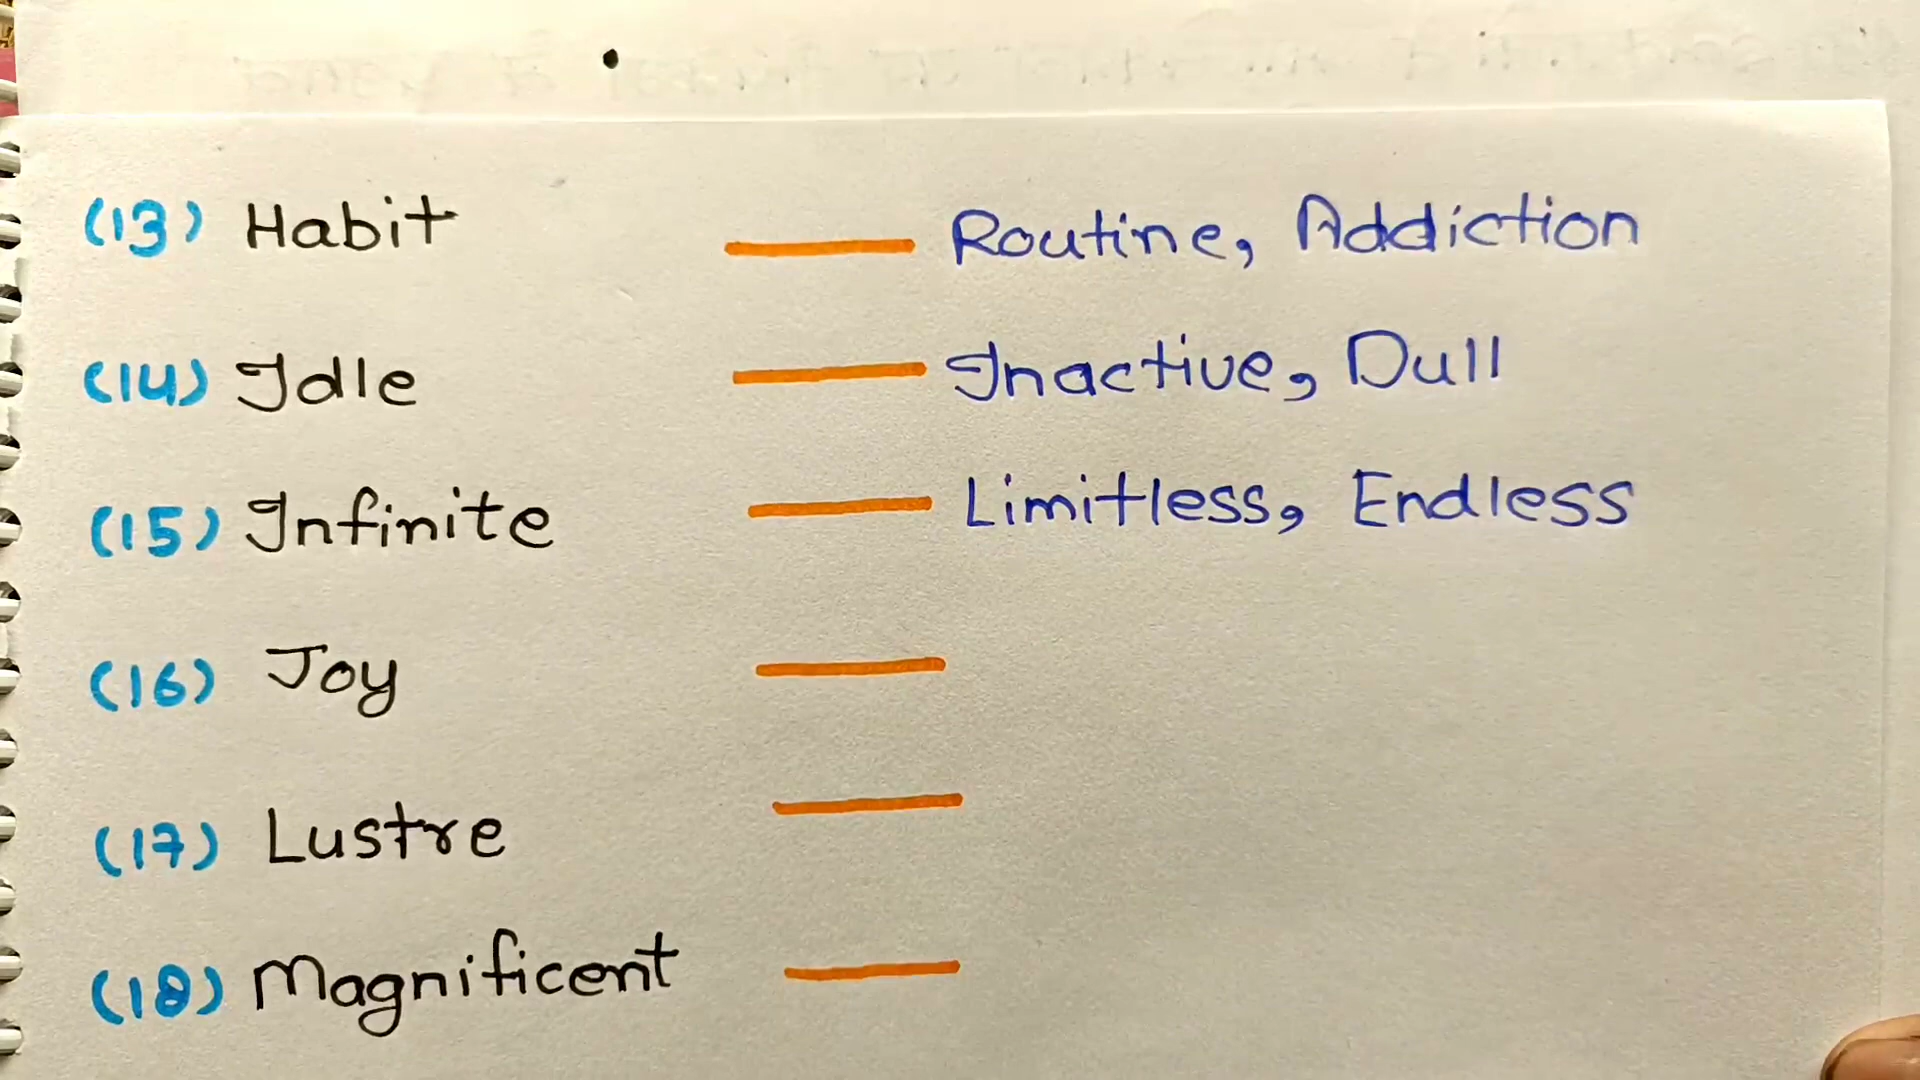 (13) Habit — Routine, Addiction
(14) Idle — Inactive, Dull
(15) Infinite — Limitless, Endless
(16) Joy —
(17) Lustre —
(18) Magnificent —